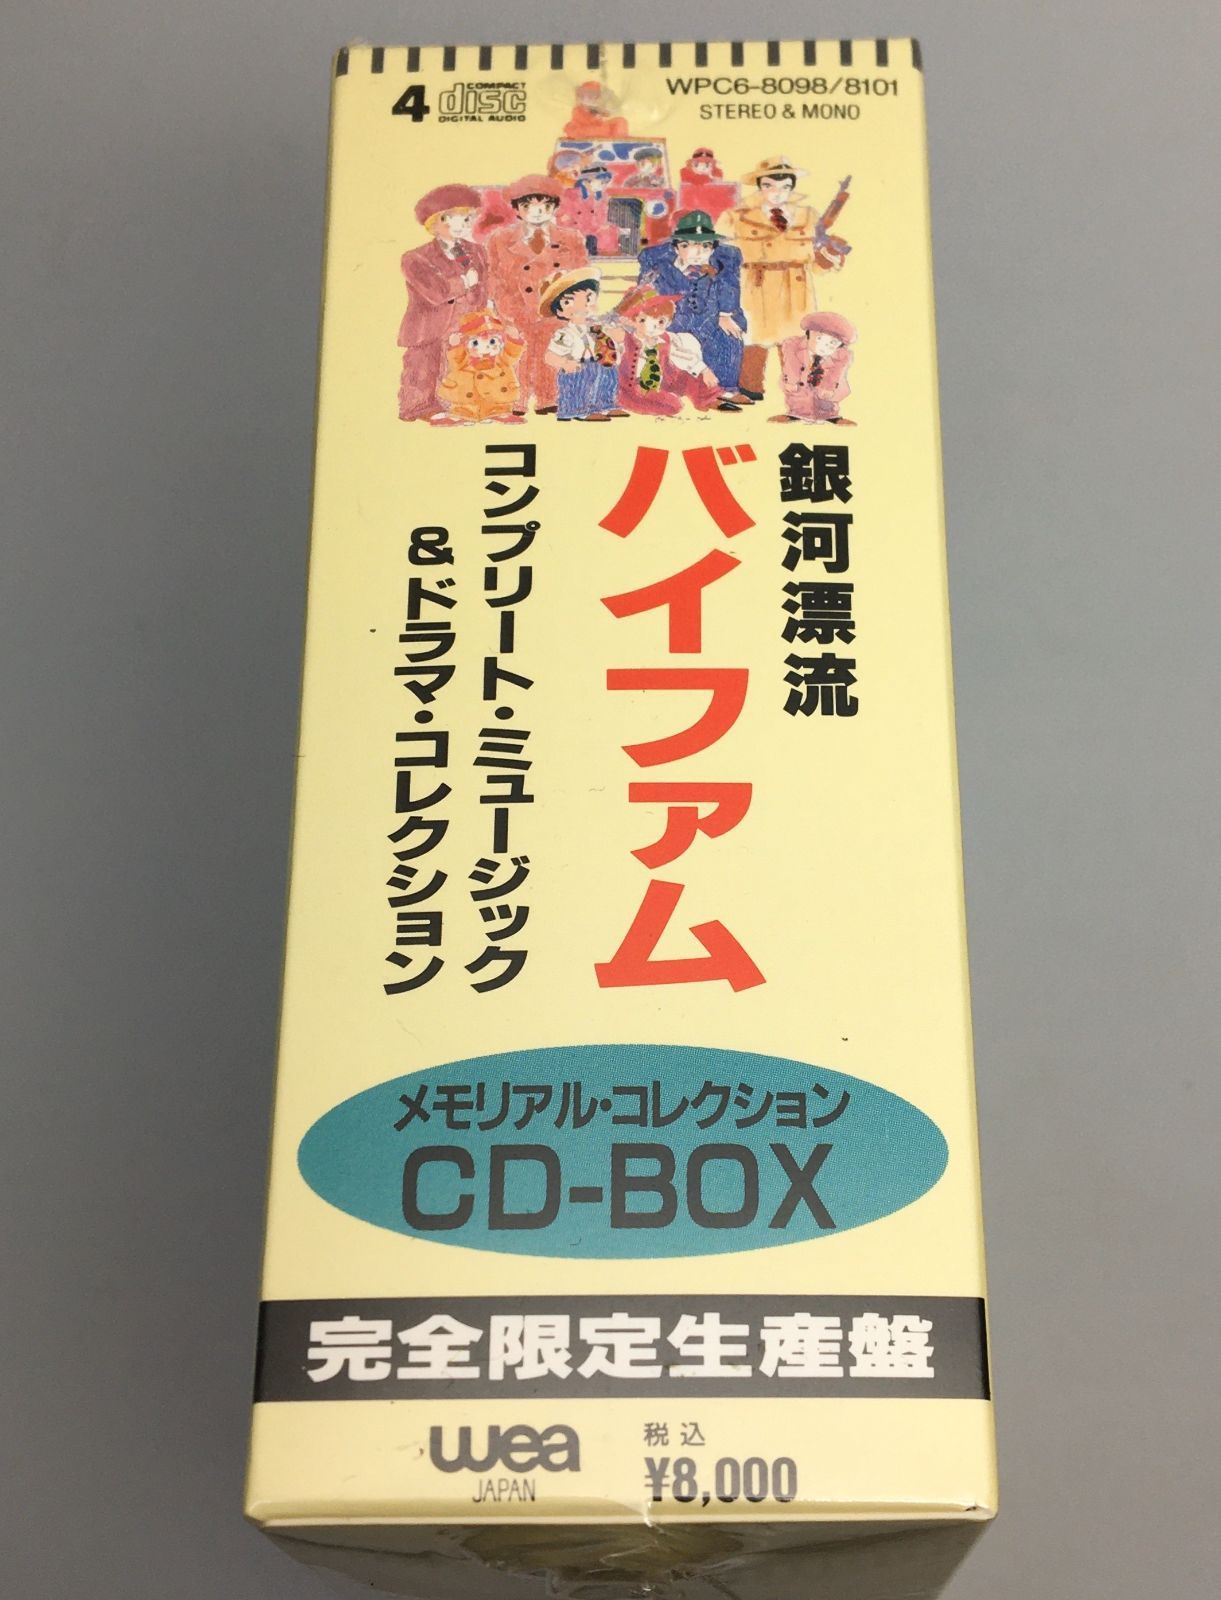 4 COMPACT disc DIGITAL AUDIO
WPC6-8098/8101
STEREO & MONO
銀河漂流
バイファム
コンプリート・ミュージック
&ドラマ・コレクション
メモリアル・コレクション
CD-BOX
完全限定生産盤
wea
JAPAN
税込
¥8,000